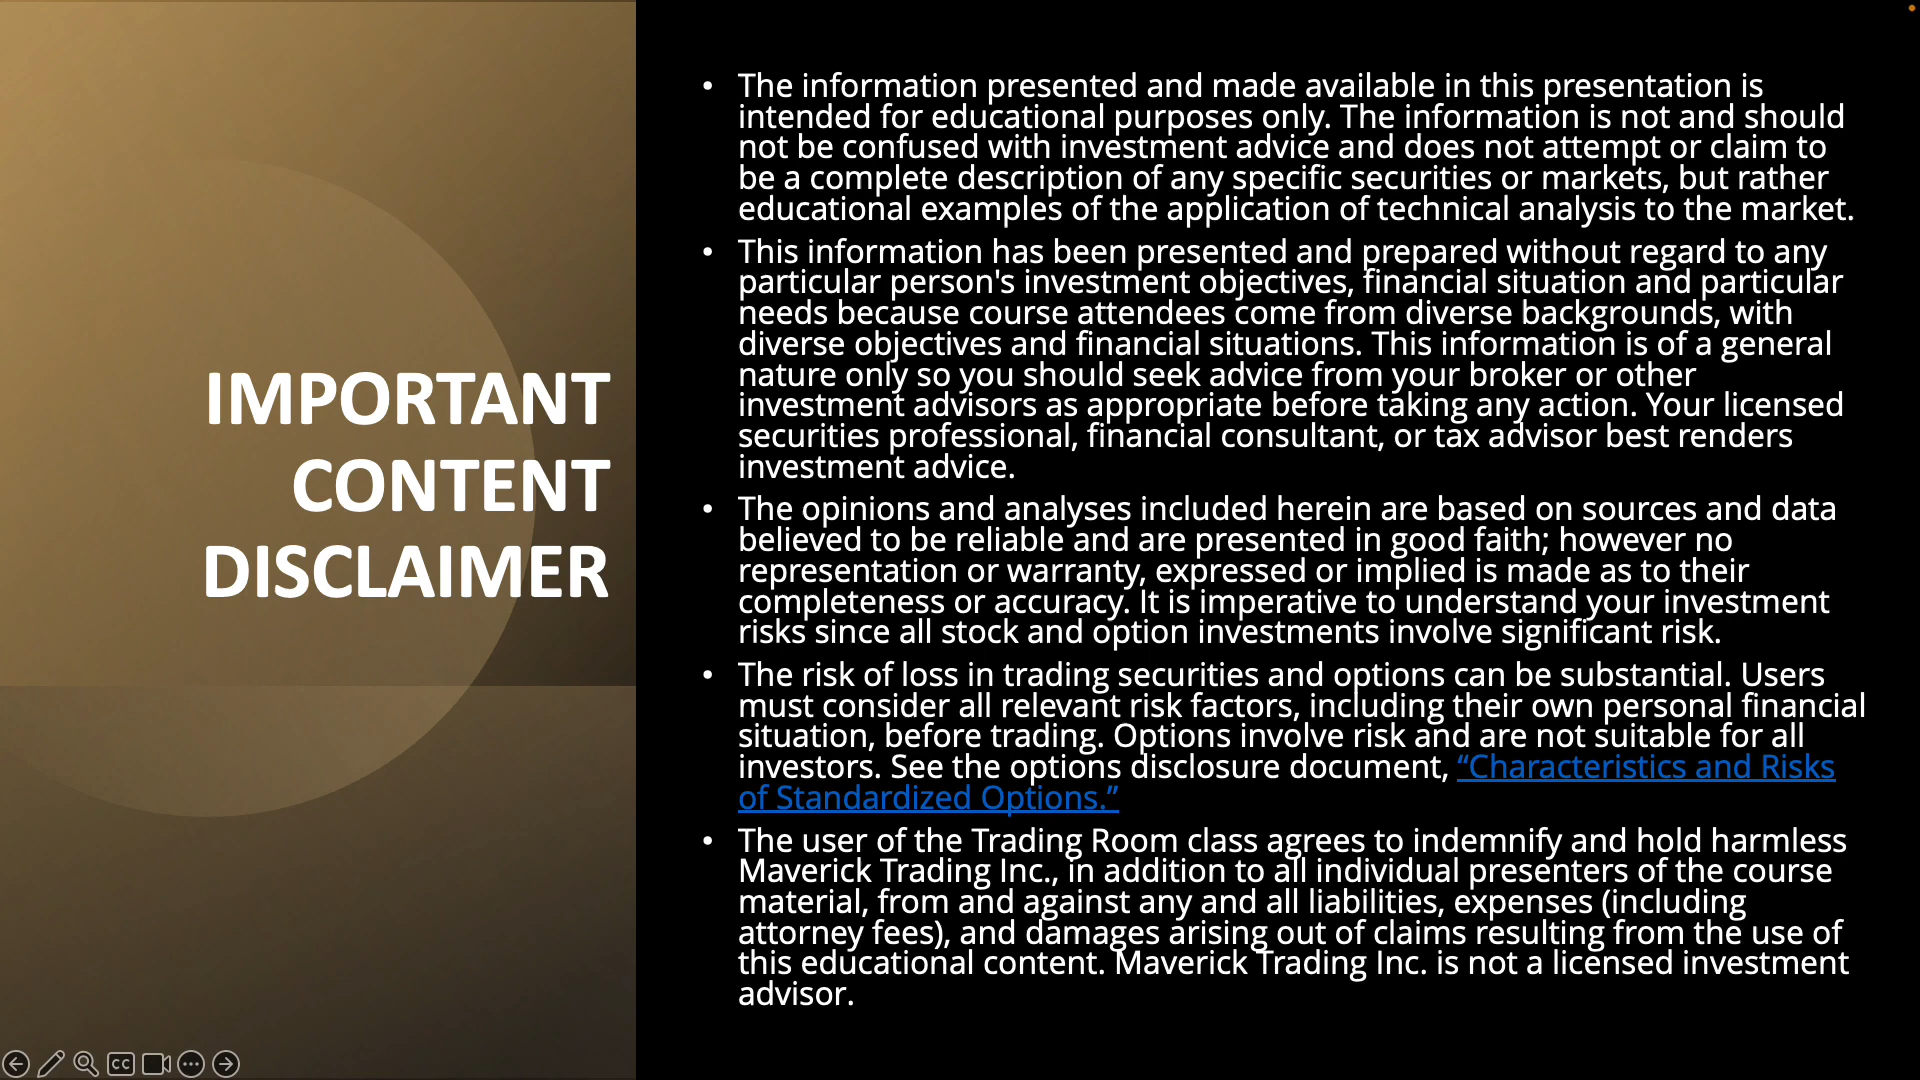 IMPORTANT
CONTENT
DISCLAIMER
• The information presented and made available in this presentation is
intended for educational purposes only. The information is not and should
not be confused with investment advice and does not attempt or claim to
be a complete description of any specific securities or markets, but rather
educational examples of the application of technical analysis to the market.
• This information has been presented and prepared without regard to any
particular person's investment objectives, financial situation and particular
needs because course attendees come from diverse backgrounds, with
diverse objectives and financial situations. This information is of a general
nature only so you should seek advice from your broker or other
investment advisors as appropriate before taking any action. Your licensed
securities professional, financial consultant, or tax advisor best renders
investment advice.
• The opinions and analyses included herein are based on sources and data
believed to be reliable and are presented in good faith; however no
representation or warranty, expressed or implied is made as to their
completeness or accuracy. It is imperative to understand your investment
risks since all stock and option investments involve significant risk.
• The risk of loss in trading securities and options can be substantial. Users
must consider all relevant risk factors, including their own personal financial
situation, before trading. Options involve risk and are not suitable for all
investors. See the options disclosure document, “Characteristics and Risks
of Standardized Options.”
• The user of the Trading Room class agrees to indemnify and hold harmless
Maverick Trading Inc., in addition to all individual presenters of the course
material, from and against any and all liabilities, expenses (including
attorney fees), and damages arising out of claims resulting from the use of
this educational content. Maverick Trading Inc. is not a licensed investment
advisor.
CC